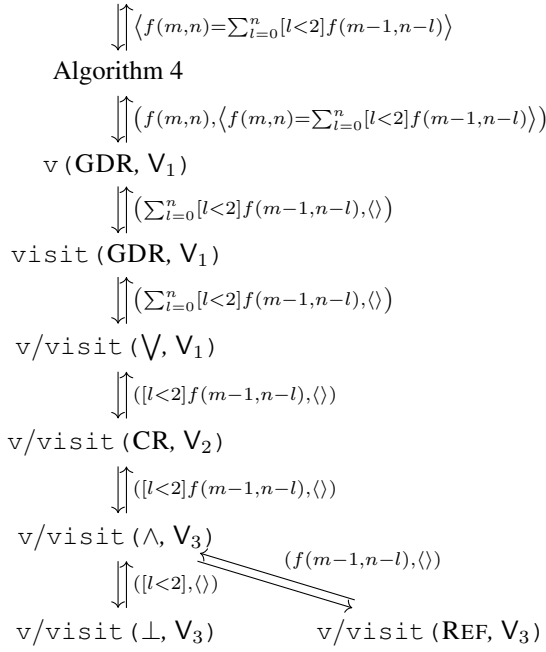 ⟨f(m,n)=∑_{l=0}^{n}[l<2]f(m−1,n−l)⟩
Algorithm 4
(f(m,n),⟨f(m,n)=∑_{l=0}^{n}[l<2]f(m−1,n−l)⟩)
v(GDR, V₁)
(∑_{l=0}^{n}[l<2]f(m−1,n−l),⟨⟩)
visit(GDR, V₁)
(∑_{l=0}^{n}[l<2]f(m−1,n−l),⟨⟩)
v/visit(⋁, V₁)
([l<2]f(m−1,n−l),⟨⟩)
v/visit(CR, V₂)
([l<2]f(m−1,n−l),⟨⟩)
v/visit(∧, V₃)
(f(m−1,n−l),⟨⟩)
([l<2],⟨⟩)
v/visit(⊥, V₃) v/visit(REF, V₃)